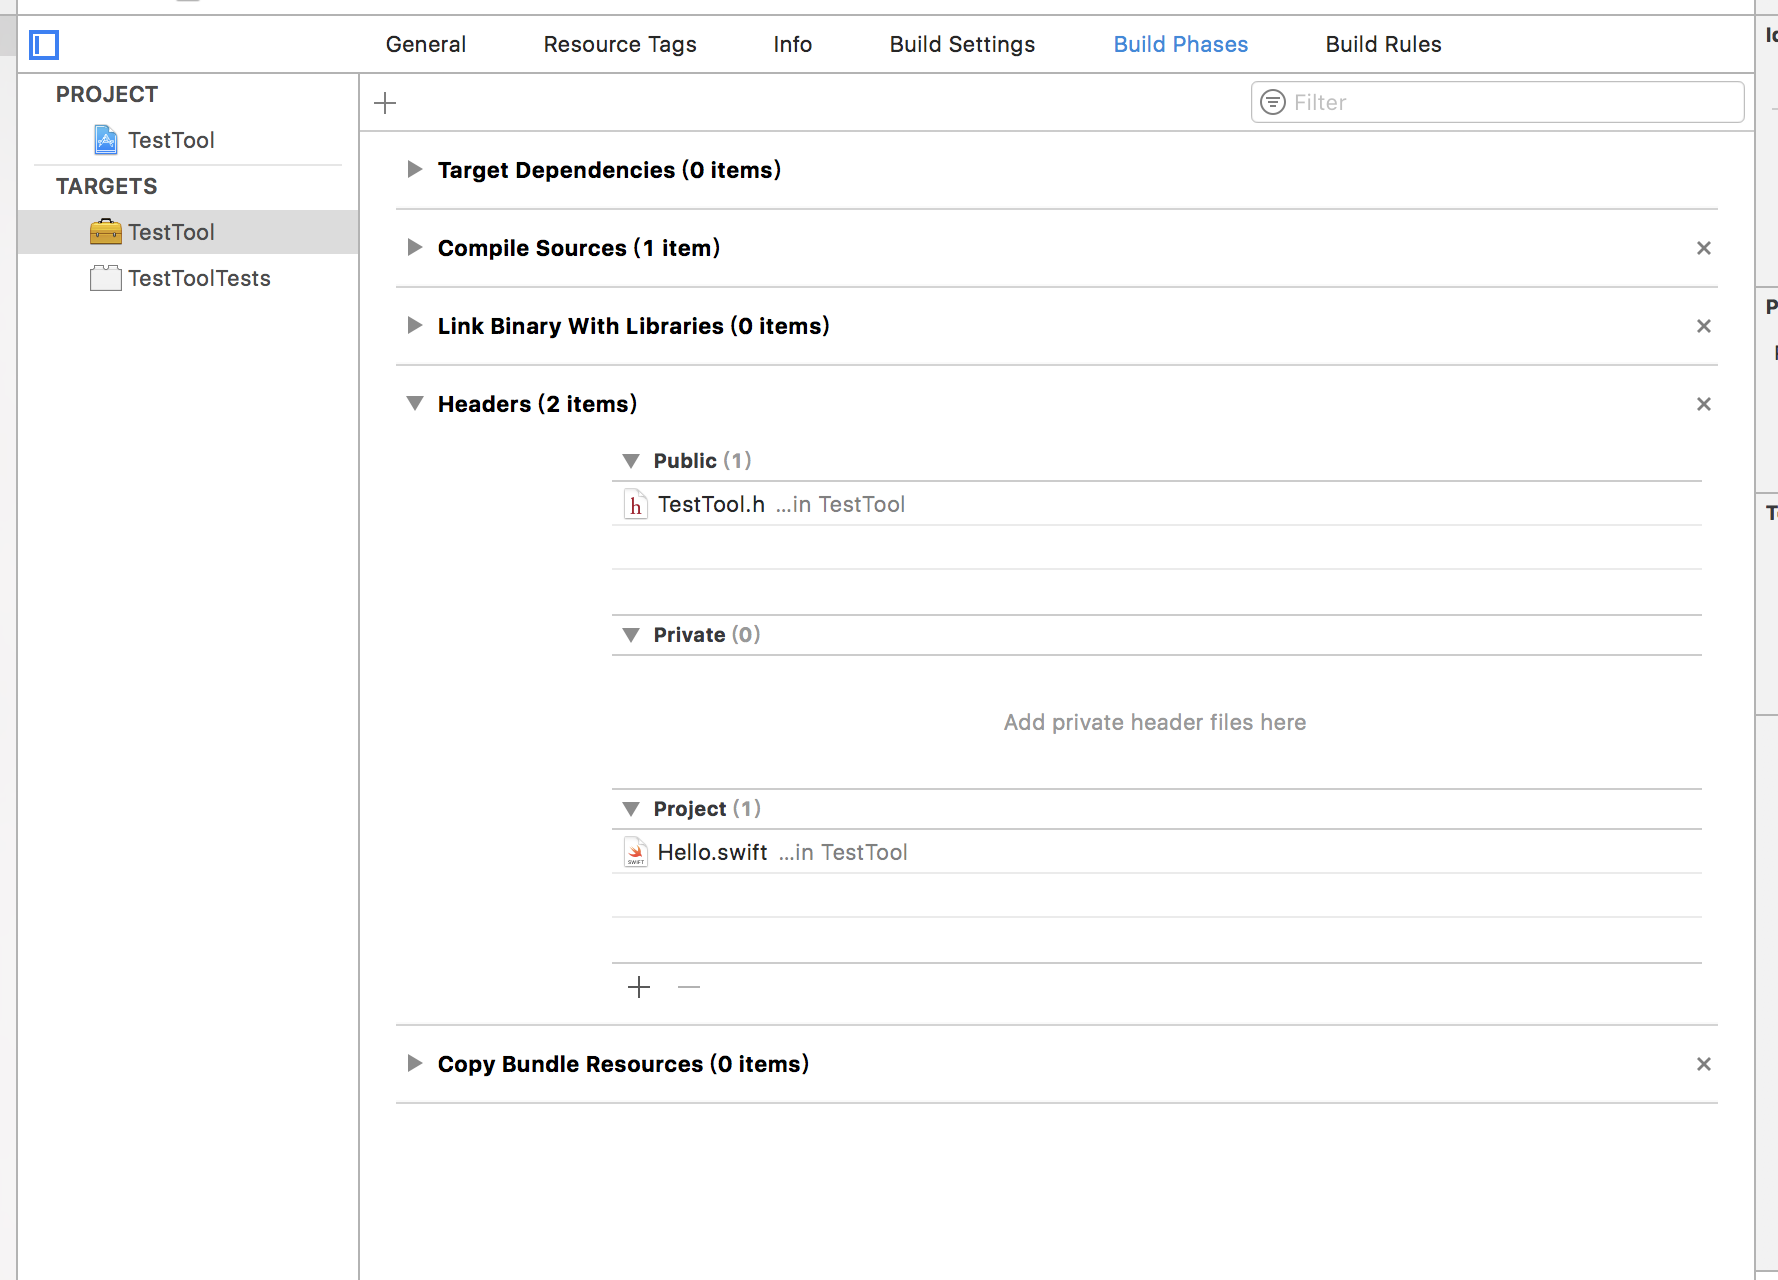 General Resource Tags Info Build Settings Build Phases Build Rules
PROJECT
TestTool
TARGETS
TestTool
TestToolTests
Filter
Target Dependencies (0 items)
Compile Sources (1 item)
Link Binary With Libraries (0 items)
Headers (2 items)
Public (1)
h TestTool.h ...in TestTool
Private (0)
Add private header files here
Project (1)
SWIFT Hello.swift ...in TestTool
Copy Bundle Resources (0 items)